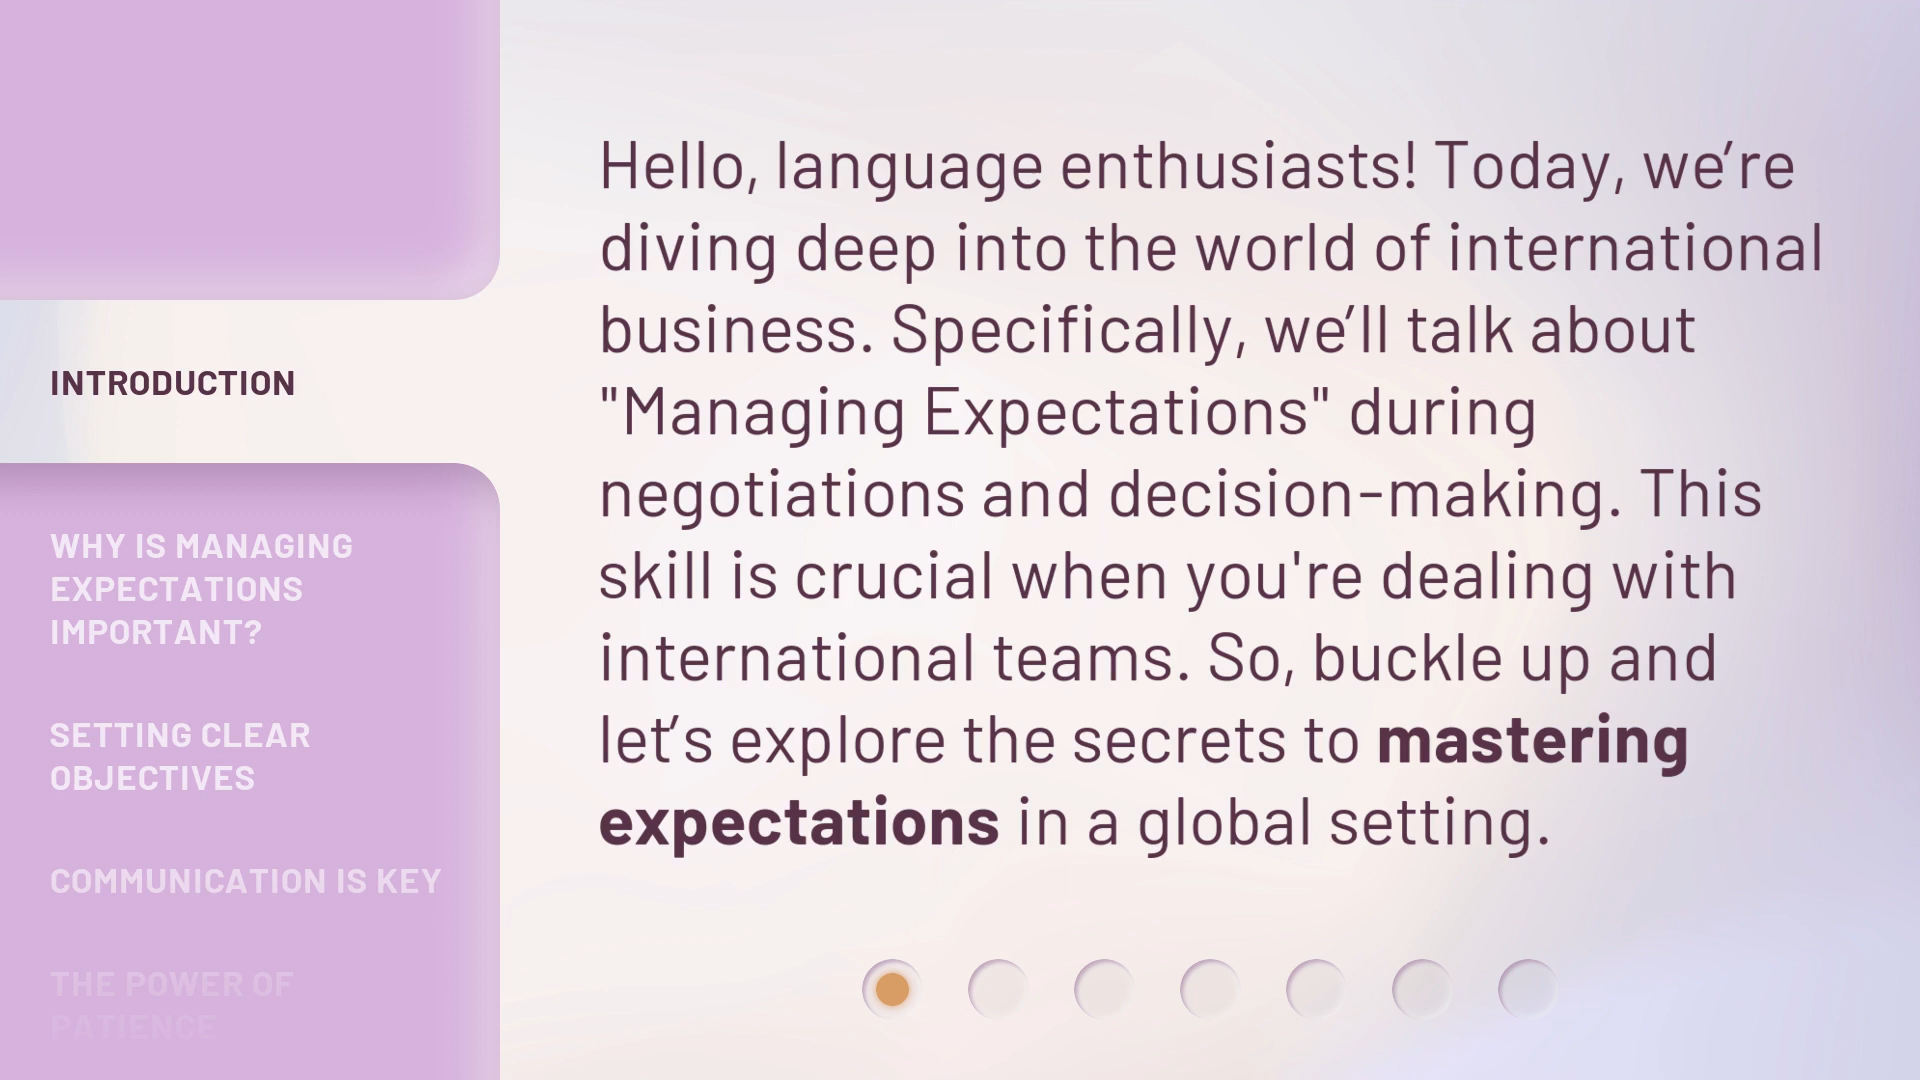 INTRODUCTION
WHY IS MANAGING
EXPECTATIONS
IMPORTANT?
SETTING CLEAR
OBJECTIVES
COMMUNICATION IS KEY
THE POWER OF
PATIENCE
Hello, language enthusiasts! Today, we’re
diving deep into the world of international
business. Specifically, we’ll talk about
"Managing Expectations" during
negotiations and decision-making. This
skill is crucial when you're dealing with
international teams. So, buckle up and
let’s explore the secrets to mastering
expectations in a global setting.